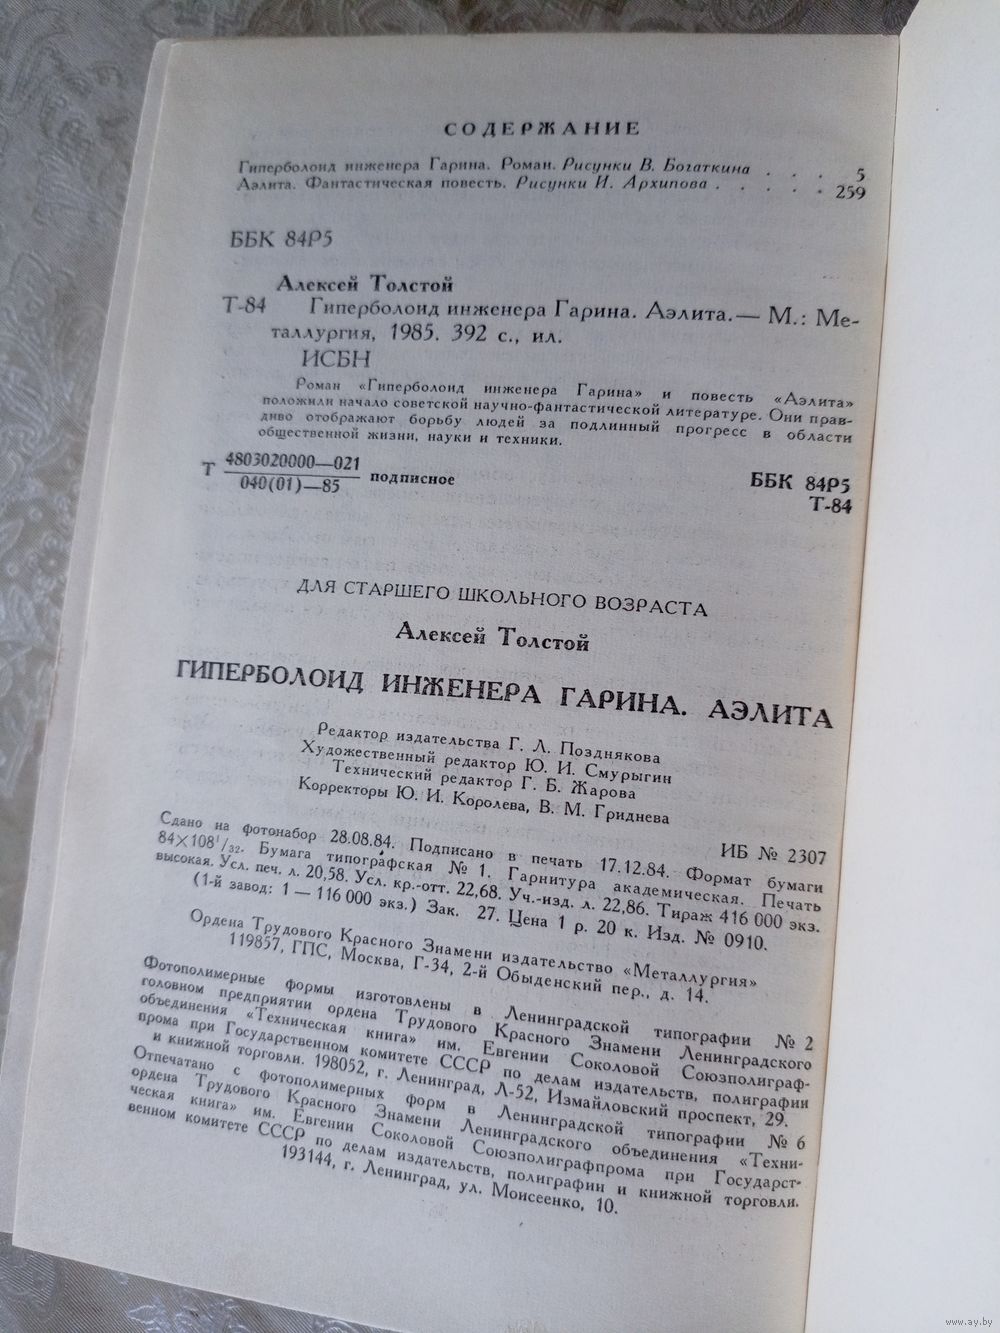 СОДЕРЖАНИЕ
Гиперболоид инженера Гарина. Роман. Рисунки В. Богаткина . . . 5
Аэлита. Фантастическая повесть. Рисунки И. Архипова . . . . . 259
ББК 84Р5
Алексей Толстой
Т-84 Гиперболоид инженера Гарина. Аэлита.— М.: Ме-
таллургия, 1985. 392 с., ил.
ИСБН
Роман «Гиперболоид инженера Гарина» и повесть «Аэлита»
положили начало советской научно-фантастической литературе. Они прав-
диво отображают борьбу людей за подлинный прогресс в области
общественной жизни, науки и техники.
Т 4803020000—021
040(01)—85 подписное
ББК 84Р5
Т-84
ДЛЯ СТАРШЕГО ШКОЛЬНОГО ВОЗРАСТА
Алексей Толстой
ГИПЕРБОЛОИД ИНЖЕНЕРА ГАРИНА. АЭЛИТА
Редактор издательства Г. Л. Позднякова
Художественный редактор Ю. И. Смурыгин
Технический редактор Г. Б. Жарова
Корректоры Ю. И. Королева, В. М. Гриднева
ИБ № 2307
Сдано на фотонабор 28.08.84. Подписано в печать 17.12.84. Формат бумаги
84×108¹/₃₂. Бумага типографская № 1. Гарнитура академическая. Печать
высокая. Усл. печ. л. 20,58. Усл. кр.-отт. 22,68. Уч.-изд. л. 22,86. Тираж 416 000 экз.
(1-й завод: 1 — 116 000 экз.) Зак. 27. Цена 1 р. 20 к. Изд. № 0910.
Ордена Трудового Красного Знамени издательство «Металлургия»
119857, ГПС, Москва, Г-34, 2-й Обыденский пер., д. 14.
Фотополимерные формы изготовлены в Ленинградской типографии № 2
головном предприятии ордена Трудового Красного Знамени Ленинградского
объединения «Техническая книга» им. Евгении Соколовой Союзполиграф-
прома при Государственном комитете СССР по делам издательств, полиграфии
и книжной торговли. 198052, г. Ленинград, Л-52, Измайловский проспект, 29.
Отпечатано с фотополимерных форм в Ленинградской типографии № 6
ордена Трудового Красного Знамени Ленинградского объединения «Техни-
ческая книга» им. Евгении Соколовой Союзполиграфпрома при Государст-
венном комитете СССР по делам издательств, полиграфии и книжной торговли.
193144, г. Ленинград, ул. Моисеенко, 10.
www.ay.by